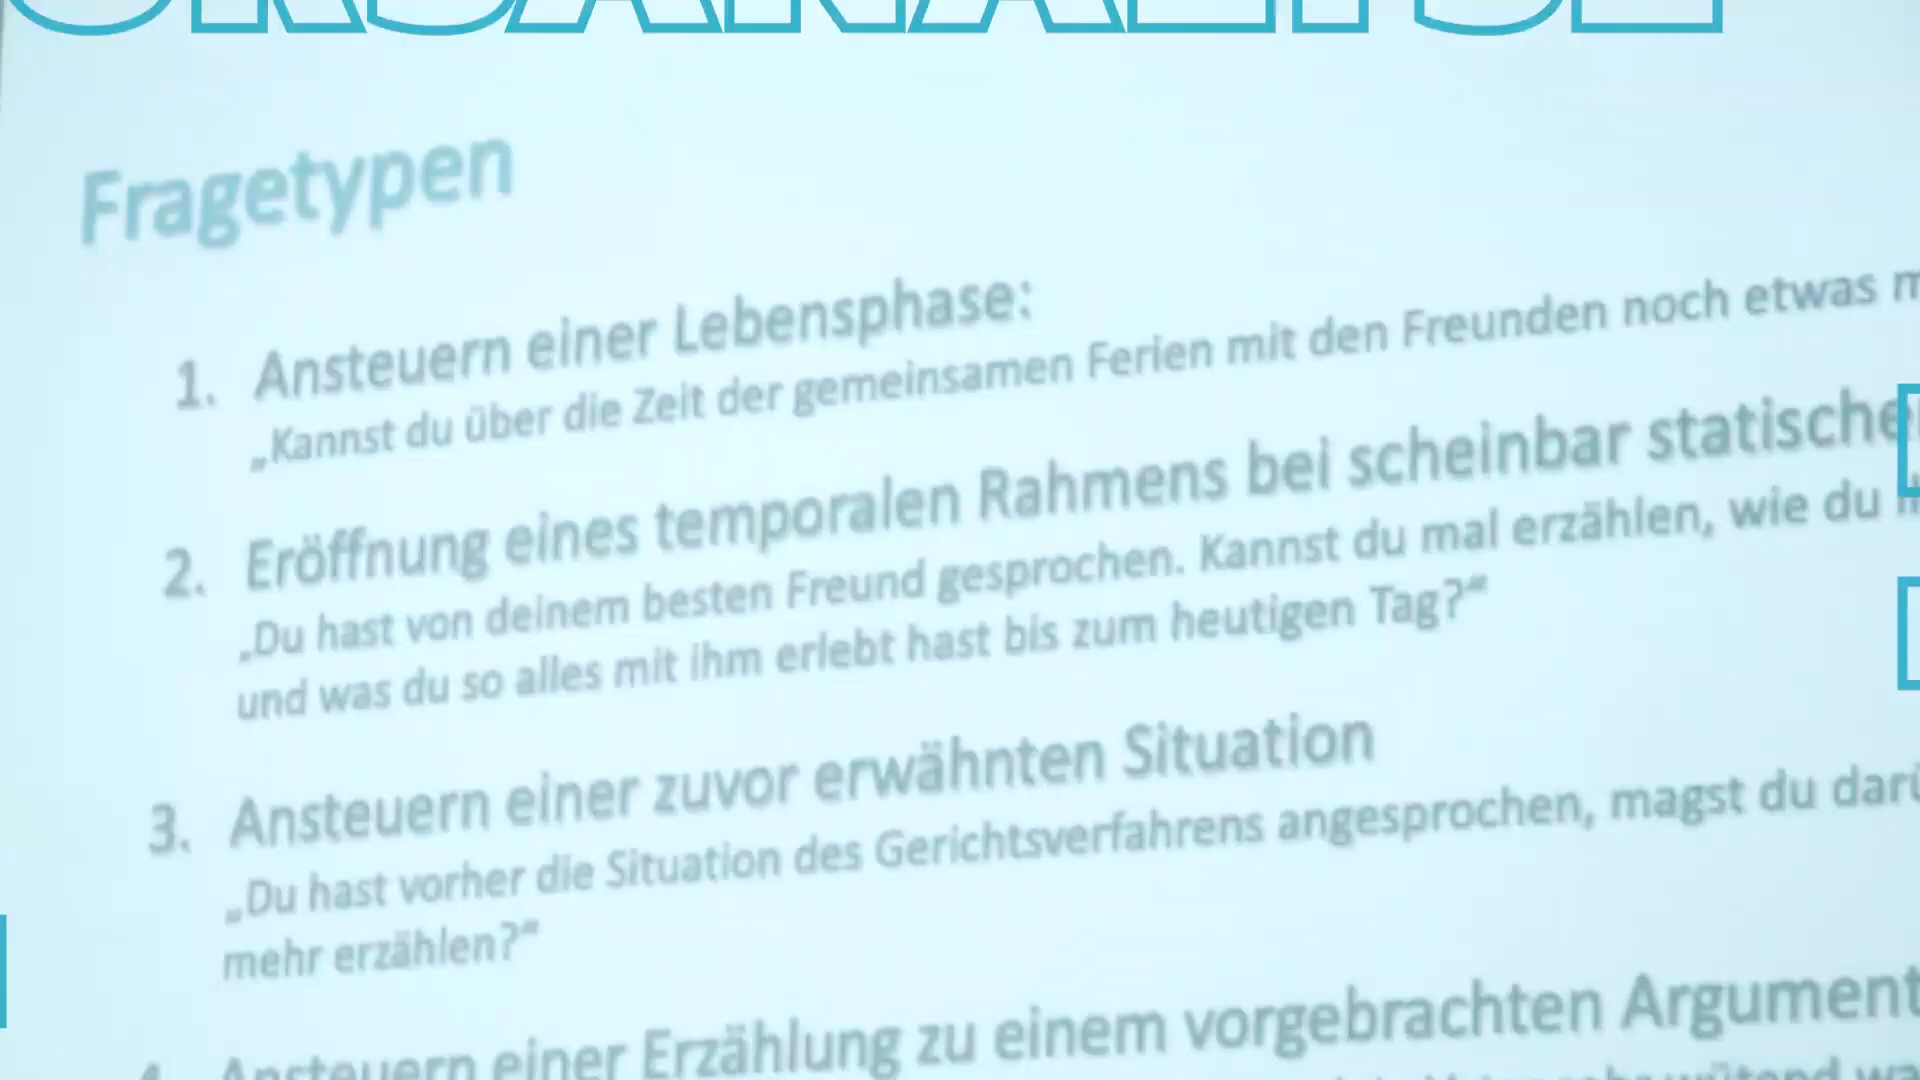 Fragetypen
1. Ansteuern einer Lebensphase:
„Kannst du über die Zeit der gemeinsamen Ferien mit den Freunden noch etwas
2. Eröffnung eines temporalen Rahmens bei scheinbar
„Du hast von deinem besten Freund gesprochen. Kannst du mal erzählen, wie du
und was du so alles mit ihm erlebt hast bis zum heutigen Tag?“
3. Ansteuern einer zuvor erwähnten Situation
„Du hast vorher die Situation des Gerichtsverfahrens angesprochen, magst du
mehr erzählen?“
4. Ansteuern einer Erzählung zu einem vorgebrachten Argument